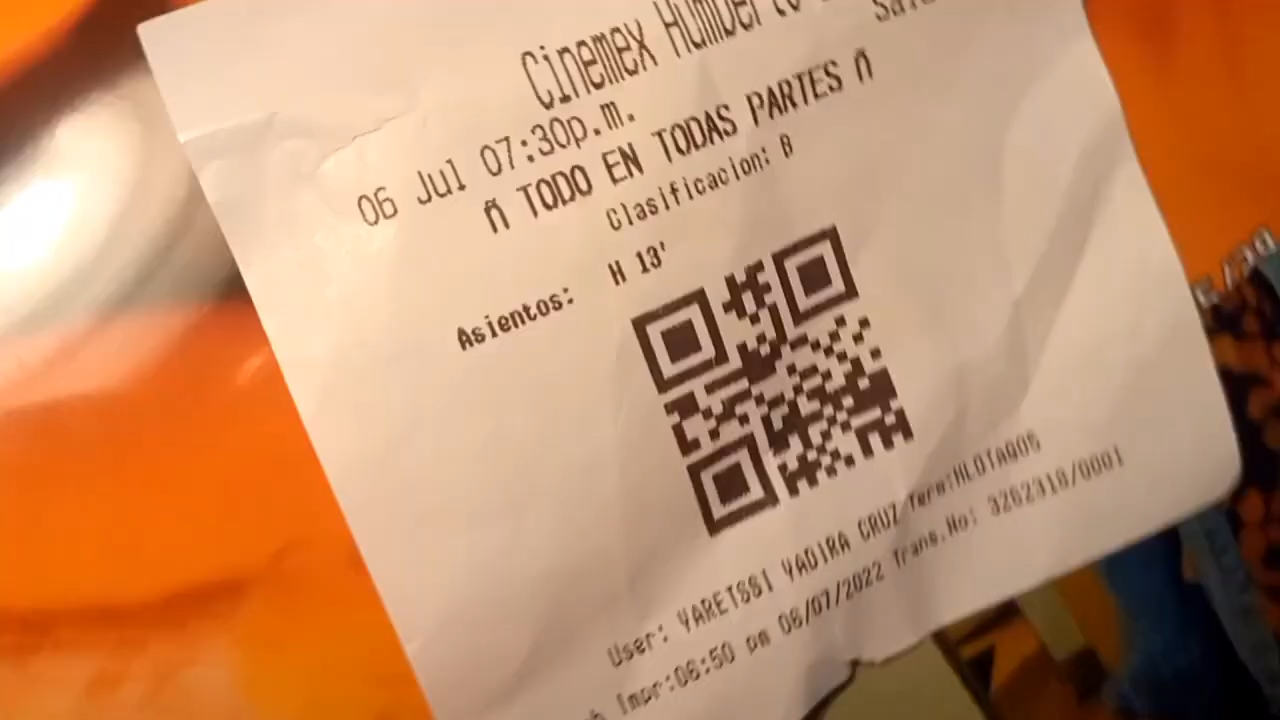 Cinemex Humberto
06 Jul 07:30p.m.
ñ TODO EN TODAS PARTES ñ
Clasificacion: B
Asientos: H 13'
User: YARETSSI YADIRA CRUZ Term:
Impr:06:50 pm 06/07/2022 Trans.No: 3262318/0001